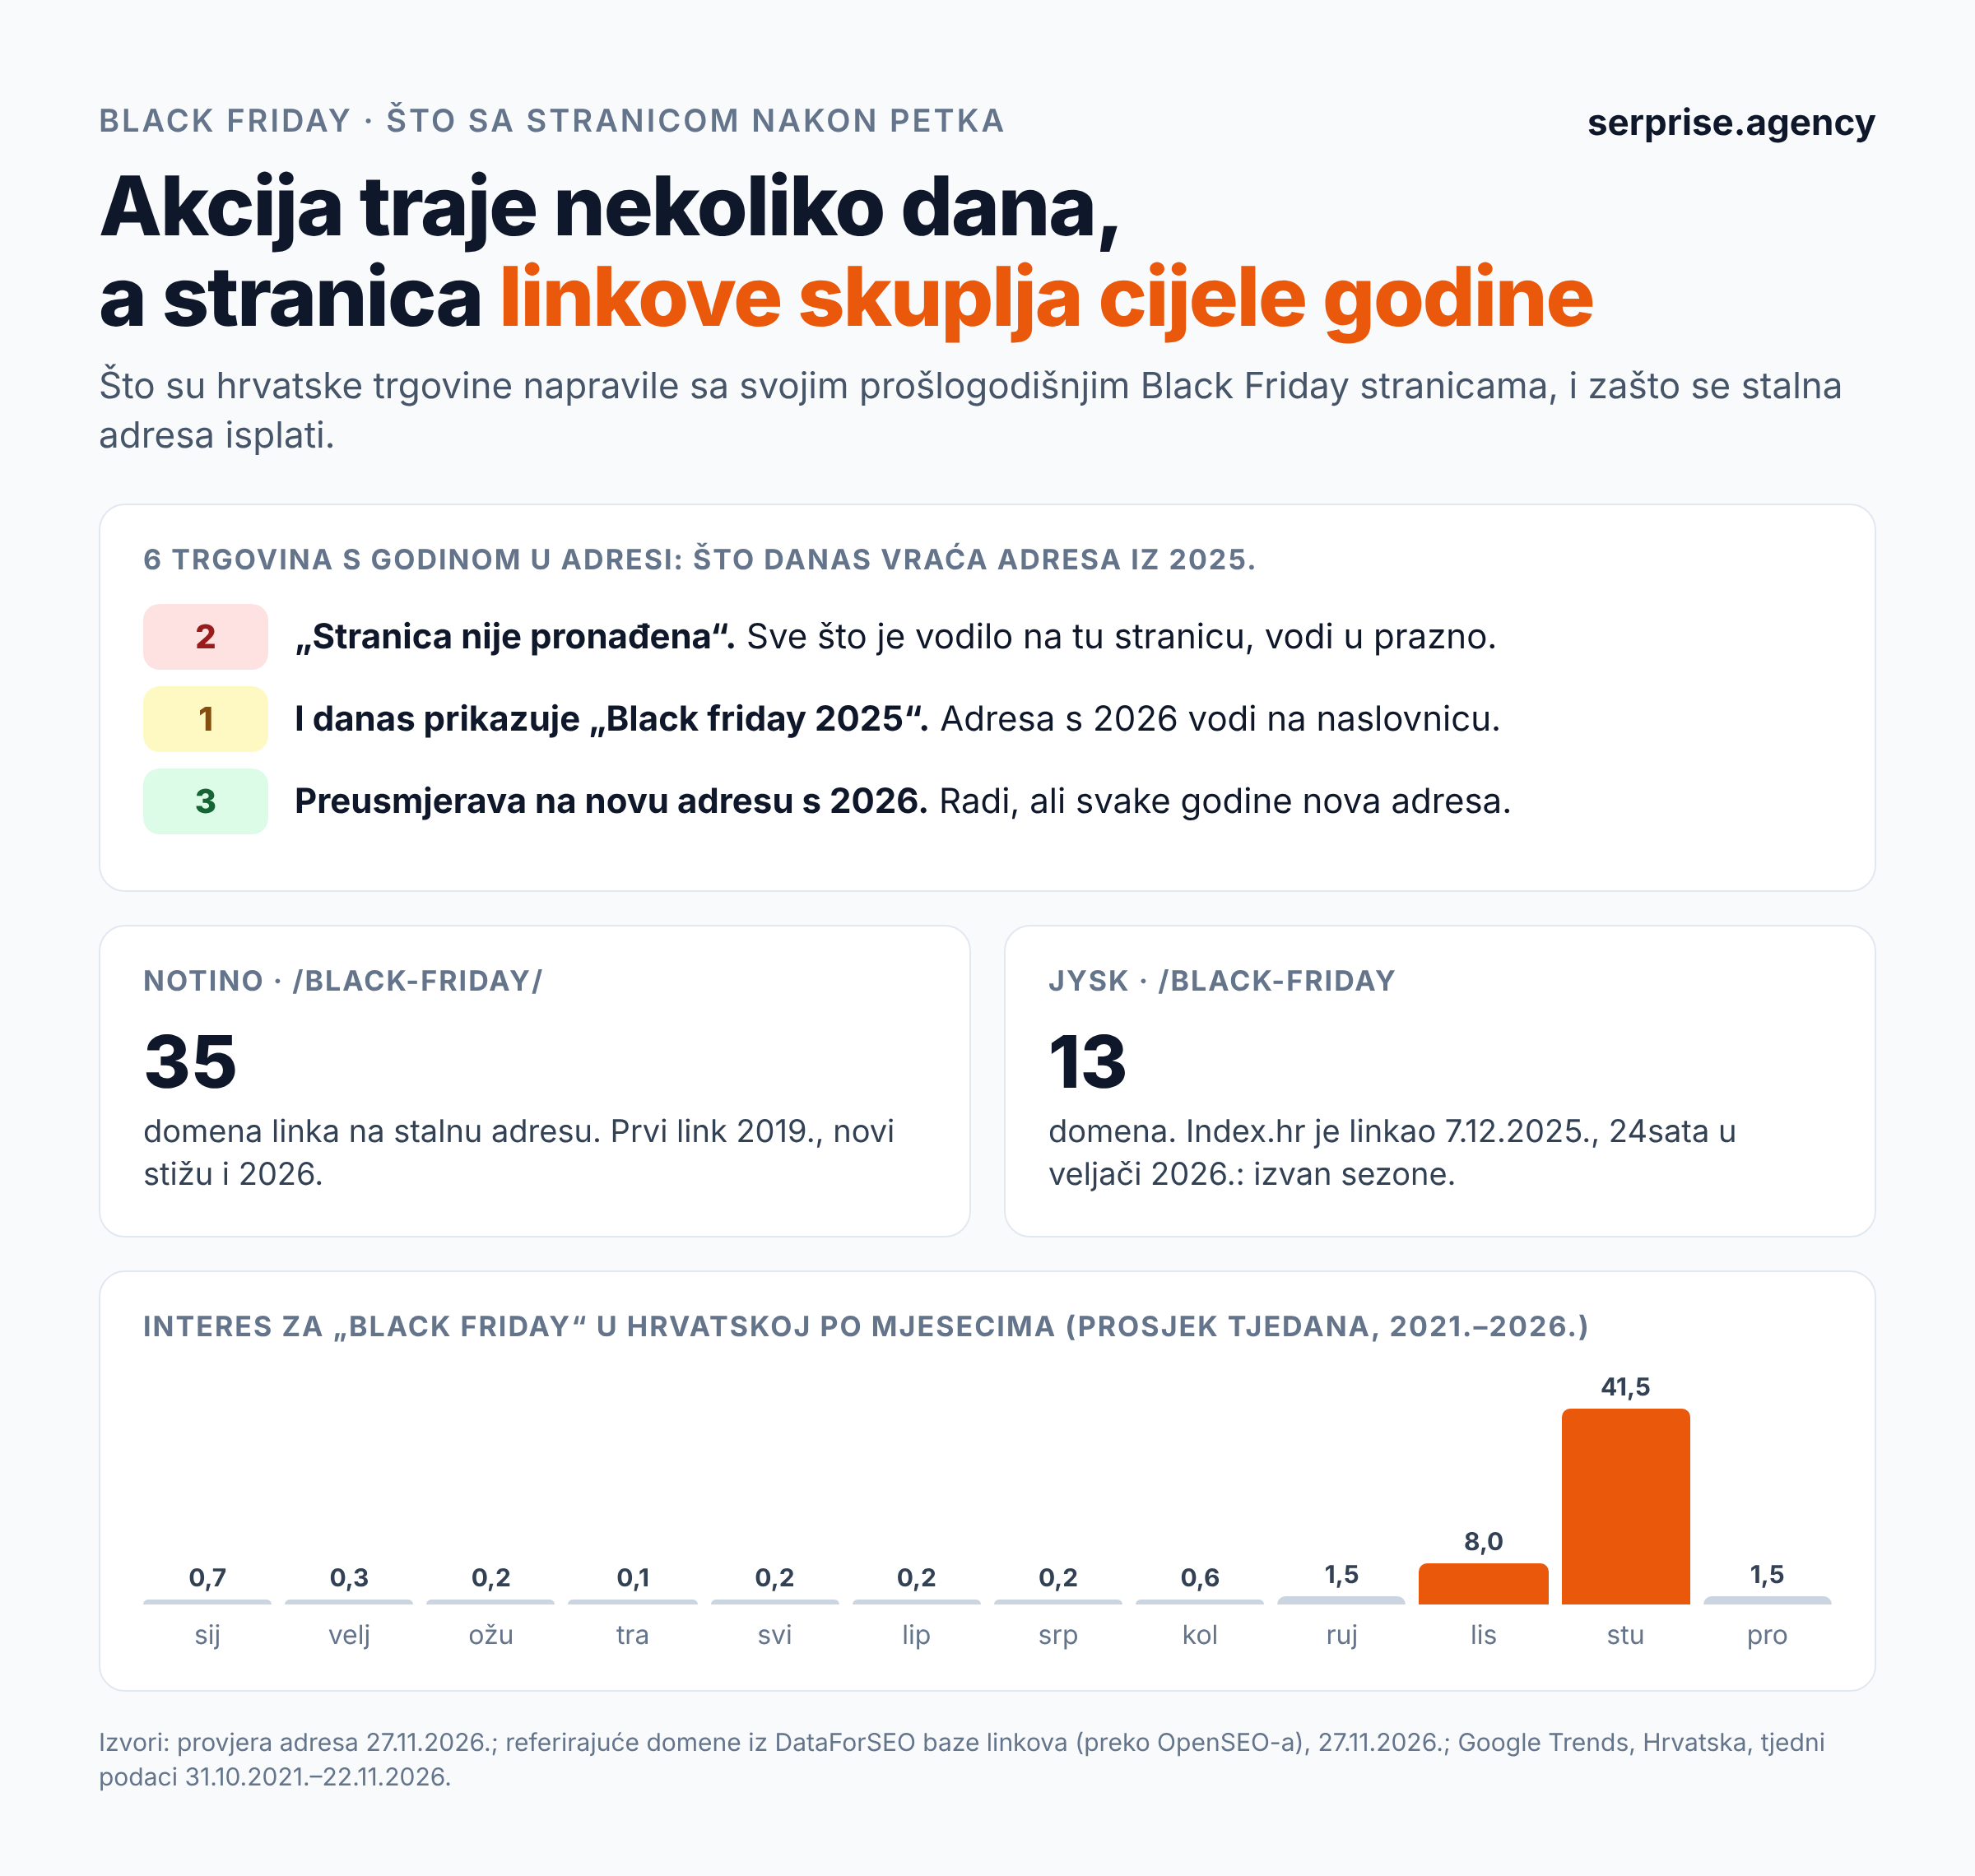 BLACK FRIDAY · ŠTO SA STRANICOM NAKON PETKA
serprise.agency
Akcija traje nekoliko dana,
a stranica linkove skuplja cijele godine
Što su hrvatske trgovine napravile sa svojim prošlogodišnjim Black Friday stranicama, i zašto se stalna
adresa isplati.
6 TRGOVINA S GODINOM U ADRESI: ŠTO DANAS VRAĆA ADRESA IZ 2025.
2 „Stranica nije pronađena“. Sve što je vodilo na tu stranicu, vodi u prazno.
1 I danas prikazuje „Black friday 2025“. Adresa s 2026 vodi na naslovnicu.
3 Preusmjerava na novu adresu s 2026. Radi, ali svake godine nova adresa.
NOTINO · /BLACK-FRIDAY/
35
domena linka na stalnu adresu. Prvi link 2019., novi
stižu i 2026.
JYSK · /BLACK-FRIDAY
13
domena. Index.hr je linkao 7.12.2025., 24sata u
veljači 2026.: izvan sezone.
INTERES ZA „BLACK FRIDAY“ U HRVATSKOJ PO MJESECIMA (PROSJEK TJEDANA, 2021.–2026.)
0,7 0,3 0,2 0,1 0,2 0,2 0,2 0,6 1,5 8,0 41,5 1,5
sij velj ožu tra svi lip srp kol ruj lis stu pro
Izvori: provjera adresa 27.11.2026.; referirajuće domene iz DataForSEO baze linkova (preko OpenSEO-a), 27.11.2026.; Google Trends, Hrvatska, tjedni
podaci 31.10.2021.–22.11.2026.